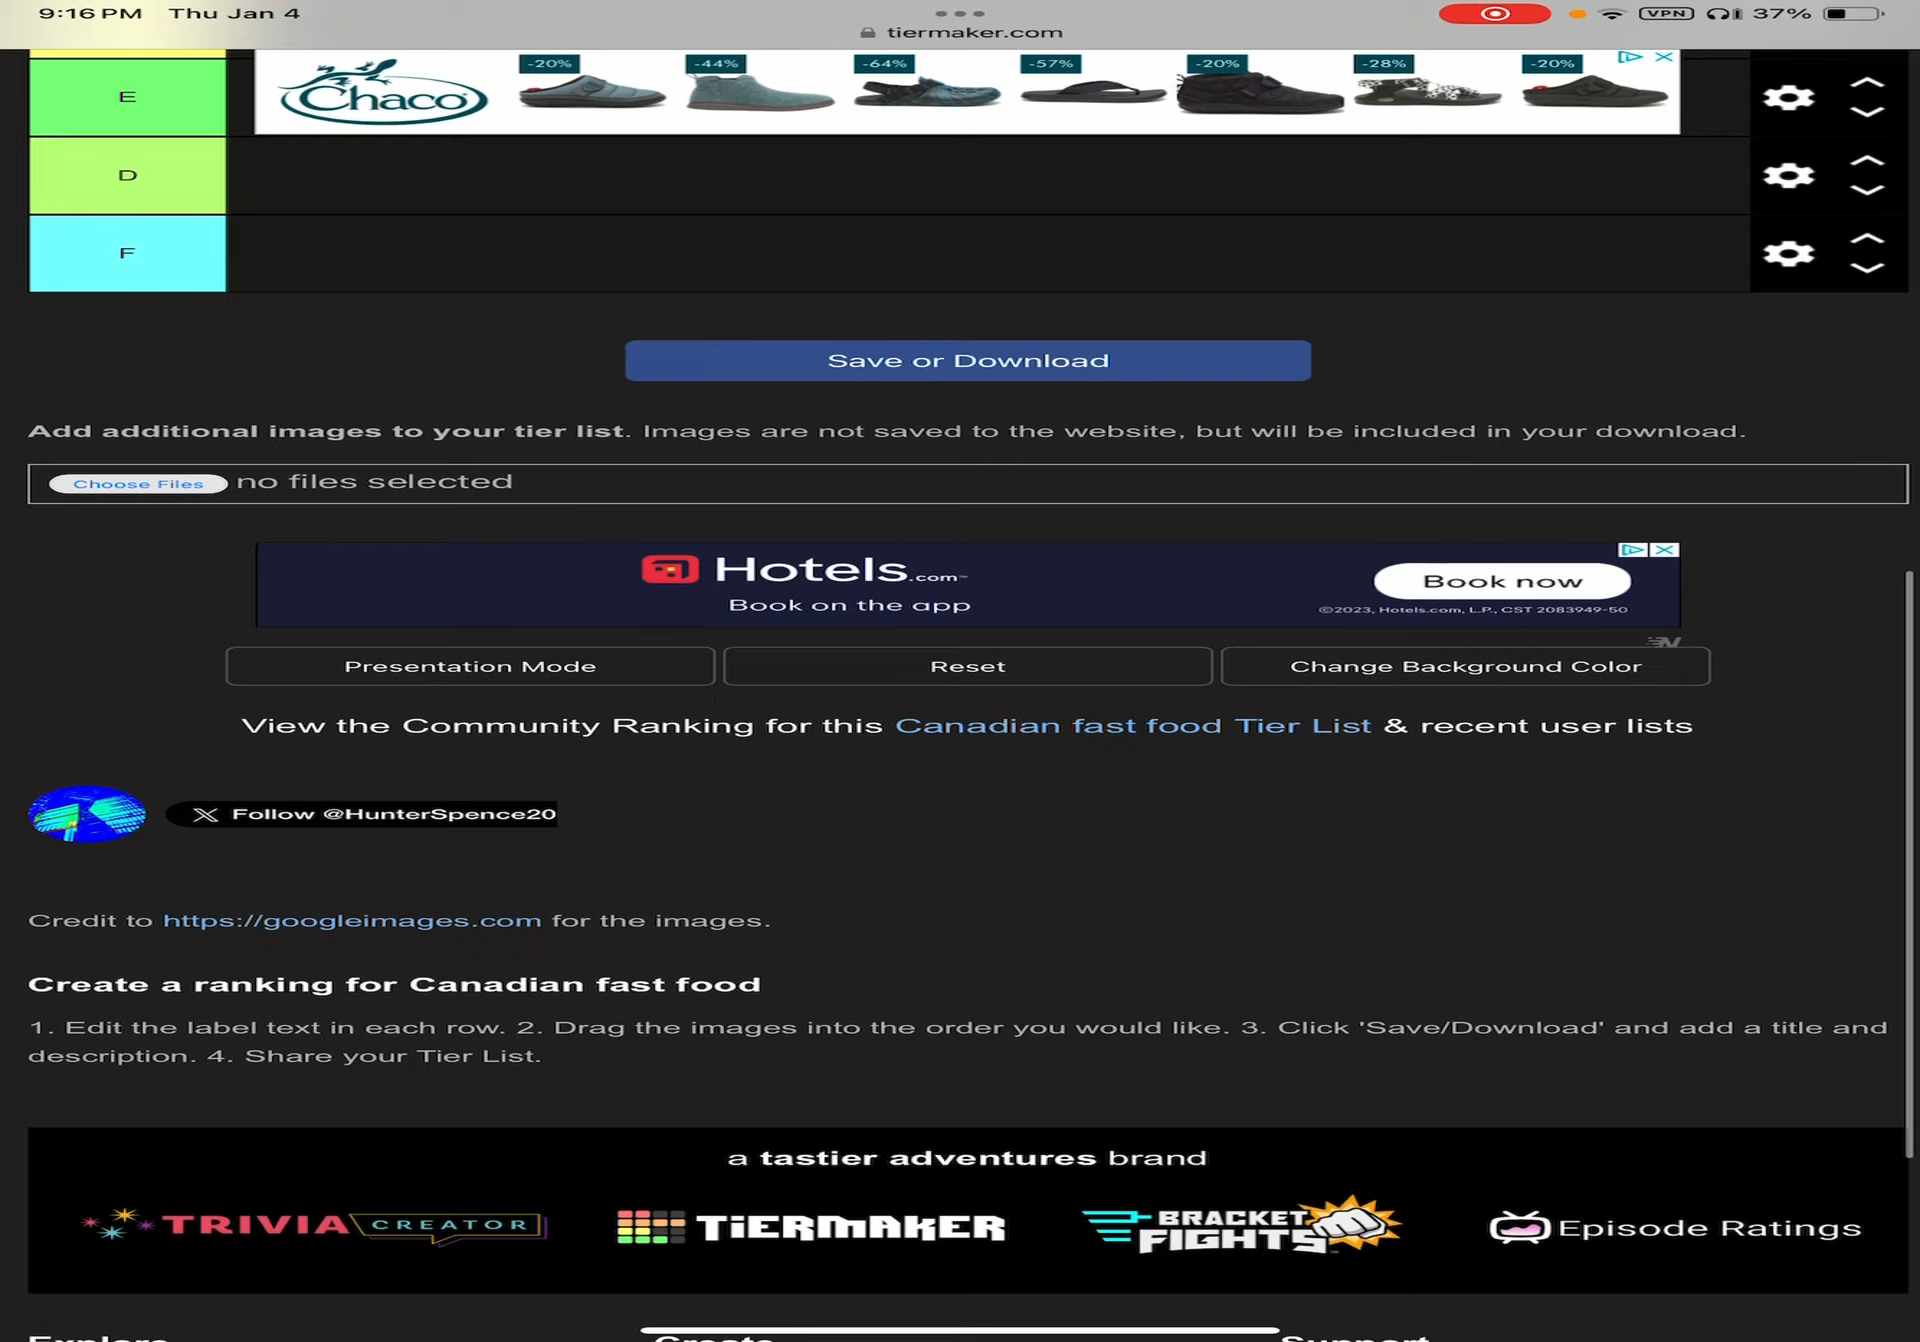 9:16 PM Thu Jan 4
VPN 37%
tiermaker.com
E
Chaco
-20% -44% -64% -57% -20% -28% -20%
D
F
Save or Download
Add additional images to your tier list. Images are not saved to the website, but will be included in your download.
Choose Files no files selected
Hotels.com™
Book on the app
Book now
©2023, Hotels.com, L.P., CST 2083949-50
Presentation Mode Reset Change Background Color
View the Community Ranking for this Canadian fast food Tier List & recent user lists
Follow @HunterSpence20
Credit to https://googleimages.com for the images.
Create a ranking for Canadian fast food
1. Edit the label text in each row. 2. Drag the images into the order you would like. 3. Click 'Save/Download' and add a title and
description. 4. Share your Tier List.
a tastier adventures brand
TRIVIA CREATOR
TiERMAKER
BRACKET
FIGHTS
Episode Ratings
Explore Create Support